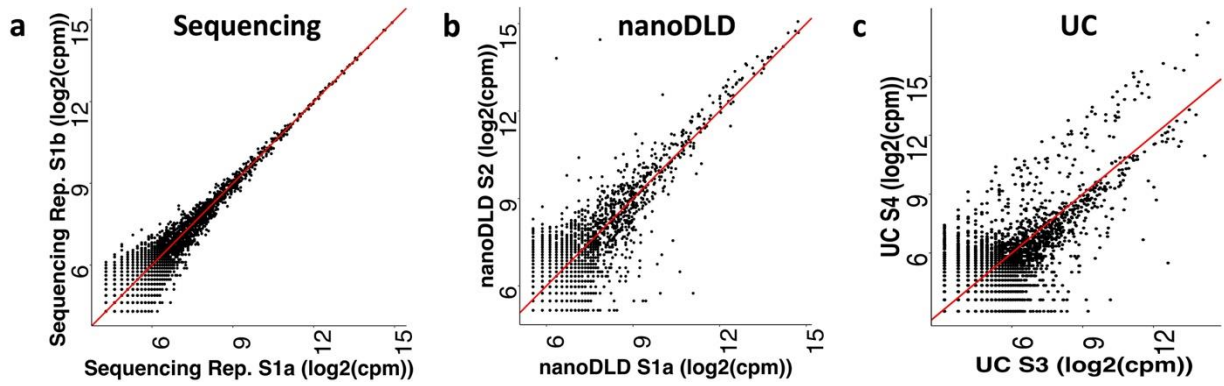 a
Sequencing
Sequencing Rep. S1b (log2(cpm))
15
12
9
6
6
9
12
15
Sequencing Rep. S1a (log2(cpm))
b
nanoDLD
nanoDLD S2 (log2(cpm))
15
12
9
6
6
9
12
15
nanoDLD S1a (log2(cpm))
c
UC
UC S4 (log2(cpm))
15
12
9
6
6
9
12
UC S3 (log2(cpm))